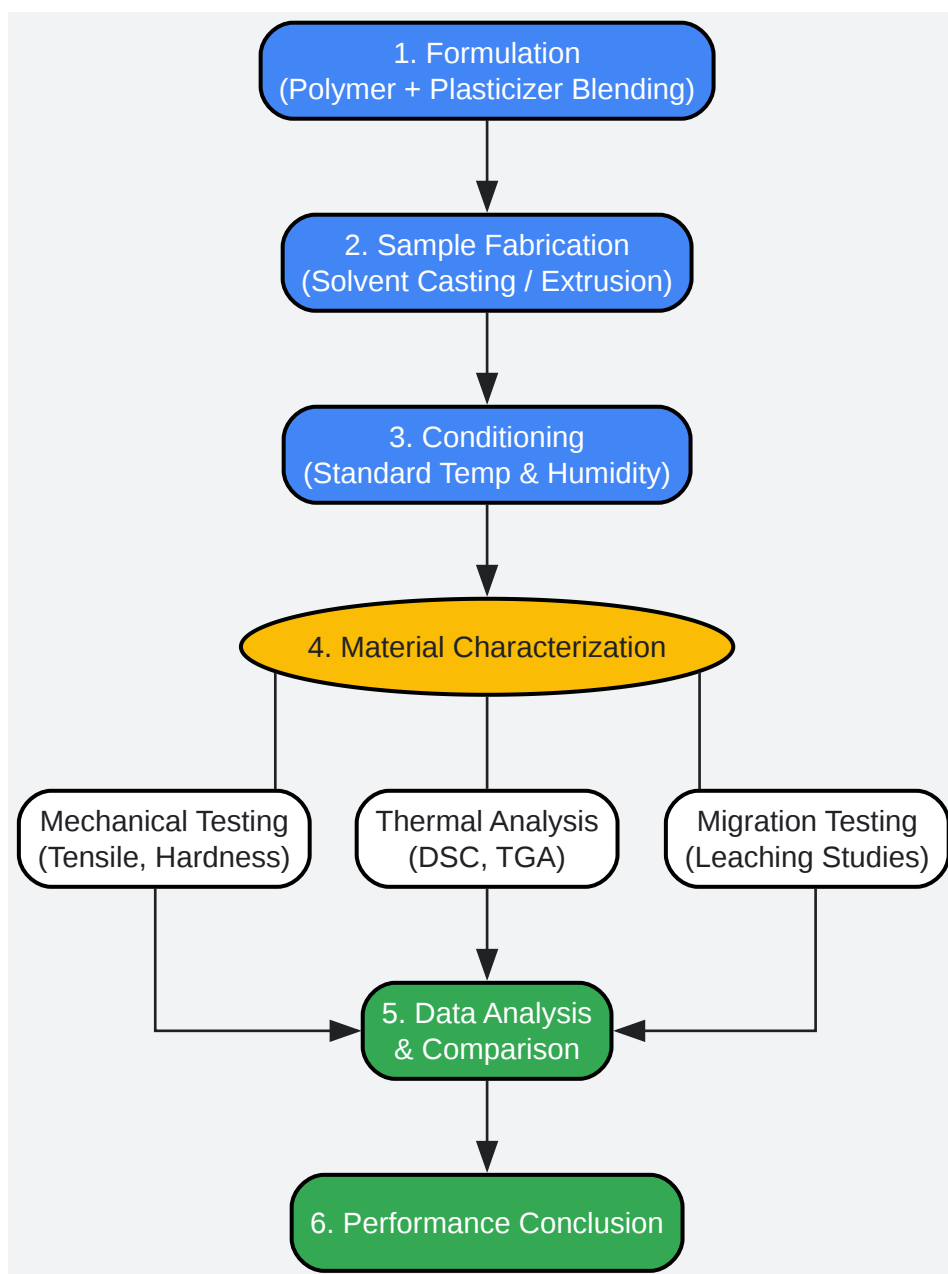 1. Formulation
(Polymer + Plasticizer Blending)
2. Sample Fabrication
(Solvent Casting / Extrusion)
3. Conditioning
(Standard Temp & Humidity)
4. Material Characterization
Mechanical Testing
(Tensile, Hardness)
Thermal Analysis
(DSC, TGA)
Migration Testing
(Leaching Studies)
5. Data Analysis
& Comparison
6. Performance Conclusion